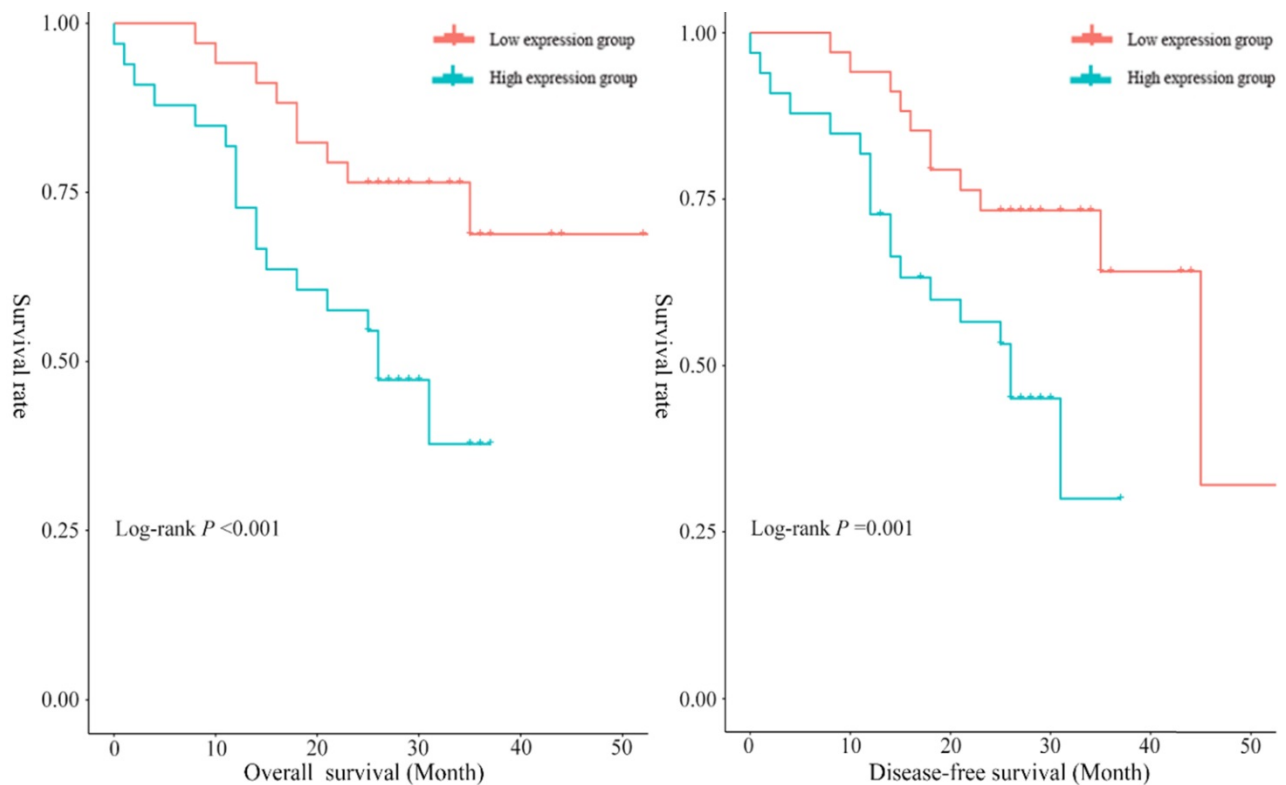 1.00
0.75
0.50
0.25
0.00
Survival rate
Low expression group
High expression group
Log-rank P <0.001
0 10 20 30 40 50
Overall survival (Month)
1.00
0.75
0.50
0.25
0.00
Survival rate
Low expression group
High expression group
Log-rank P =0.001
0 10 20 30 40 50
Disease-free survival (Month)